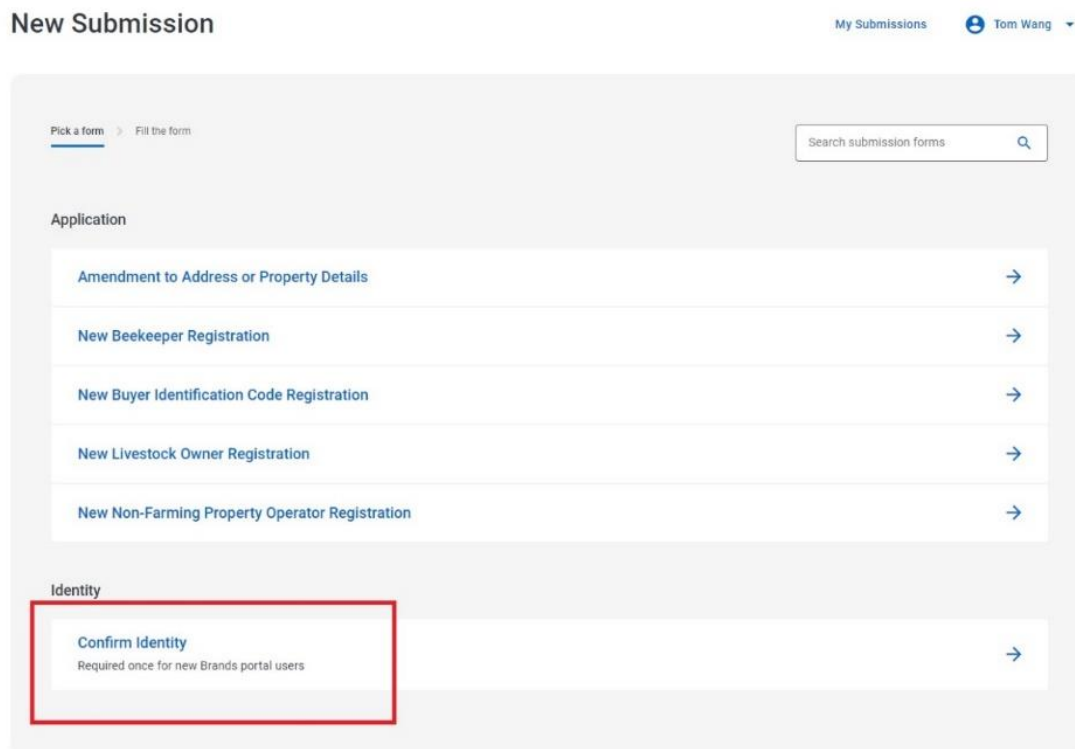 New Submission
My Submissions
Tom Wang
Pick a form
Fill the form
Search submission forms
Application
Amendment to Address or Property Details
New Beekeeper Registration
New Buyer Identification Code Registration
New Livestock Owner Registration
New Non-Farming Property Operator Registration
Identity
Confirm Identity
Required once for new Brands portal users